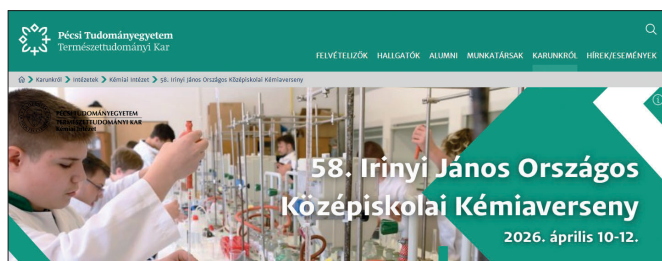 Pécsi Tudományegyetem
Természettudományi Kar
FELVÉTELIZŐK HALLGATÓK ALUMNI MUNKATÁRSAK KARUNKRÓL HÍREK/ESEMÉNYEK
Karunkról Intézetek Kémiai Intézet 58. Irinyi János Országos Középiskolai Kémiaverseny
PÉCSI TUDOMÁNYEGYETEM
TERMÉSZETTUDOMÁNYI KAR
Kémiai Intézet
58. Irinyi János Országos
Középiskolai Kémiaverseny
2026. április 10-12.